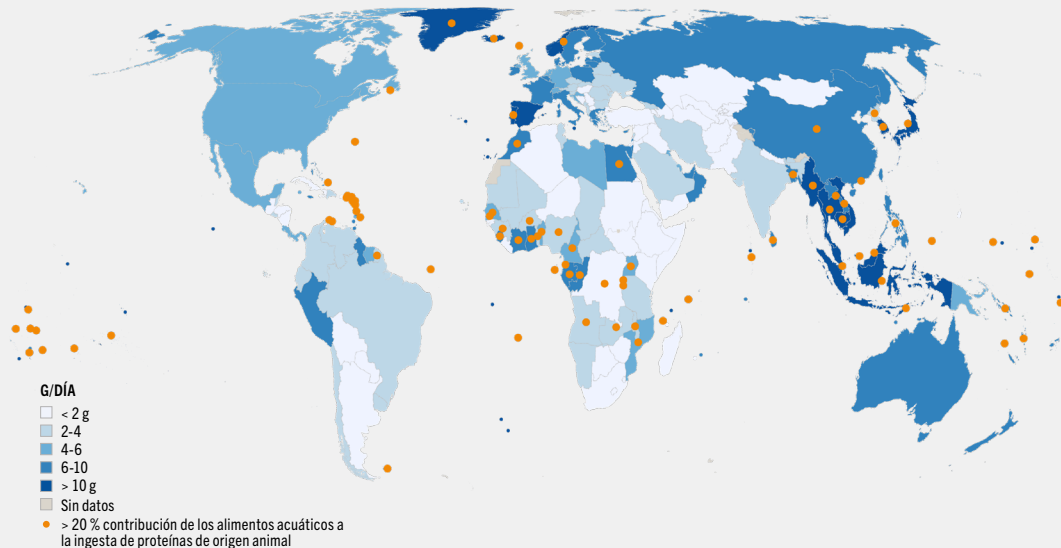 G/DÍA
< 2 g
2-4
4-6
6-10
> 10 g
Sin datos
> 20 % contribución de los alimentos acuáticos a
la ingesta de proteínas de origen animal